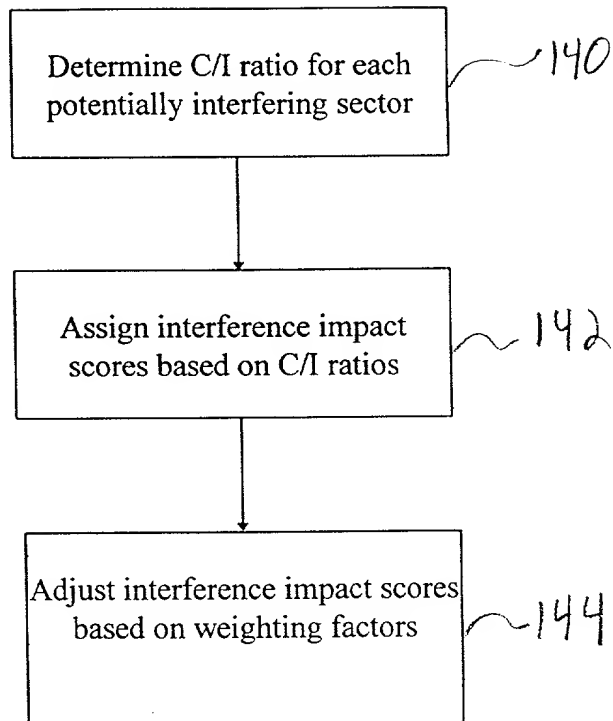 Determine C/I ratio for each
potentially interfering sector
140
Assign interference impact
scores based on C/I ratios
142
Adjust interference impact scores
based on weighting factors
144